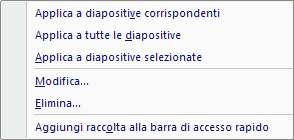 Applica a diapositive corrispondenti
Applica a tutte le diapositive
Applica a diapositive selezionate
Modifica...
Elimina...
Aggiungi raccolta alla barra di accesso rapido